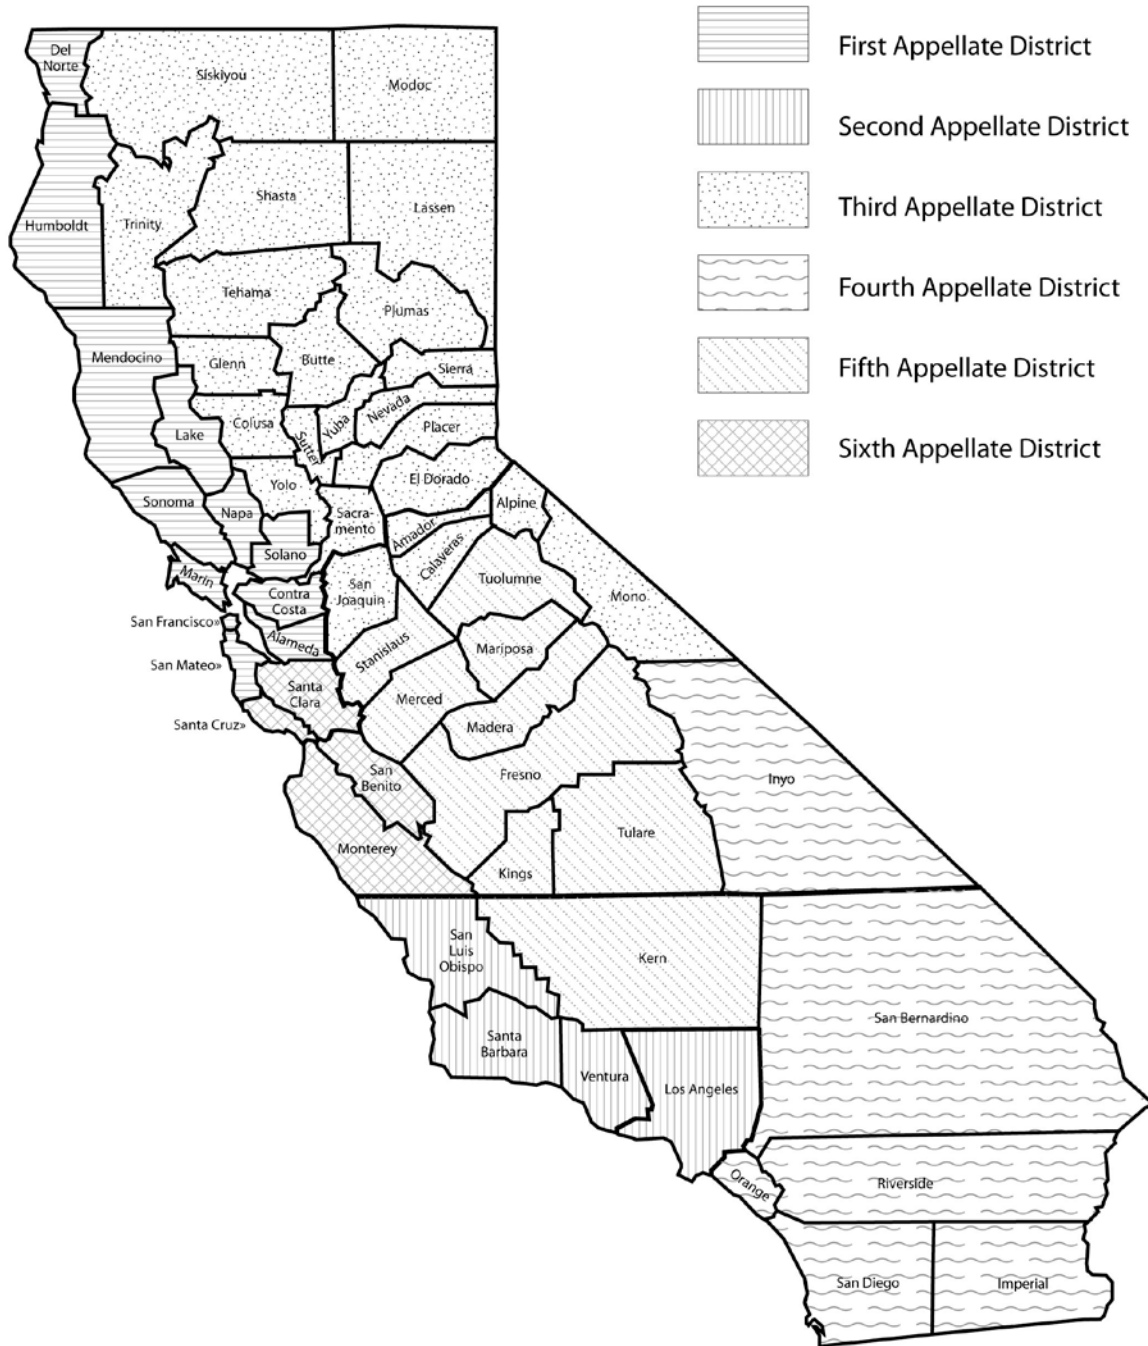 First Appellate District
Second Appellate District
Third Appellate District
Fourth Appellate District
Fifth Appellate District
Sixth Appellate District
Del
Norte
Siskiyou
Modoc
Humboldt
Trinity
Shasta
Lassen
Tehama
Plumas
Mendocino
Glenn
Butte
Sierra
Lake
Colusa
Sutter
Yuba
Nevada
Placer
Sonoma
Napa
Yolo
El Dorado
Sacra-
mento
Alpine
Amador
Calaveras
Solano
Marin
Contra
Costa
San
Joaquin
Tuolumne
Mono
San Francisco»
Alameda
Stanislaus
Mariposa
San Mateo»
Santa
Clara
Merced
Madera
Santa Cruz»
San
Benito
Fresno
Inyo
Monterey
Kings
Tulare
San
Luis
Obispo
Kern
San Bernardino
Santa
Barbara
Ventura
Los Angeles
Orange
Riverside
San Diego
Imperial